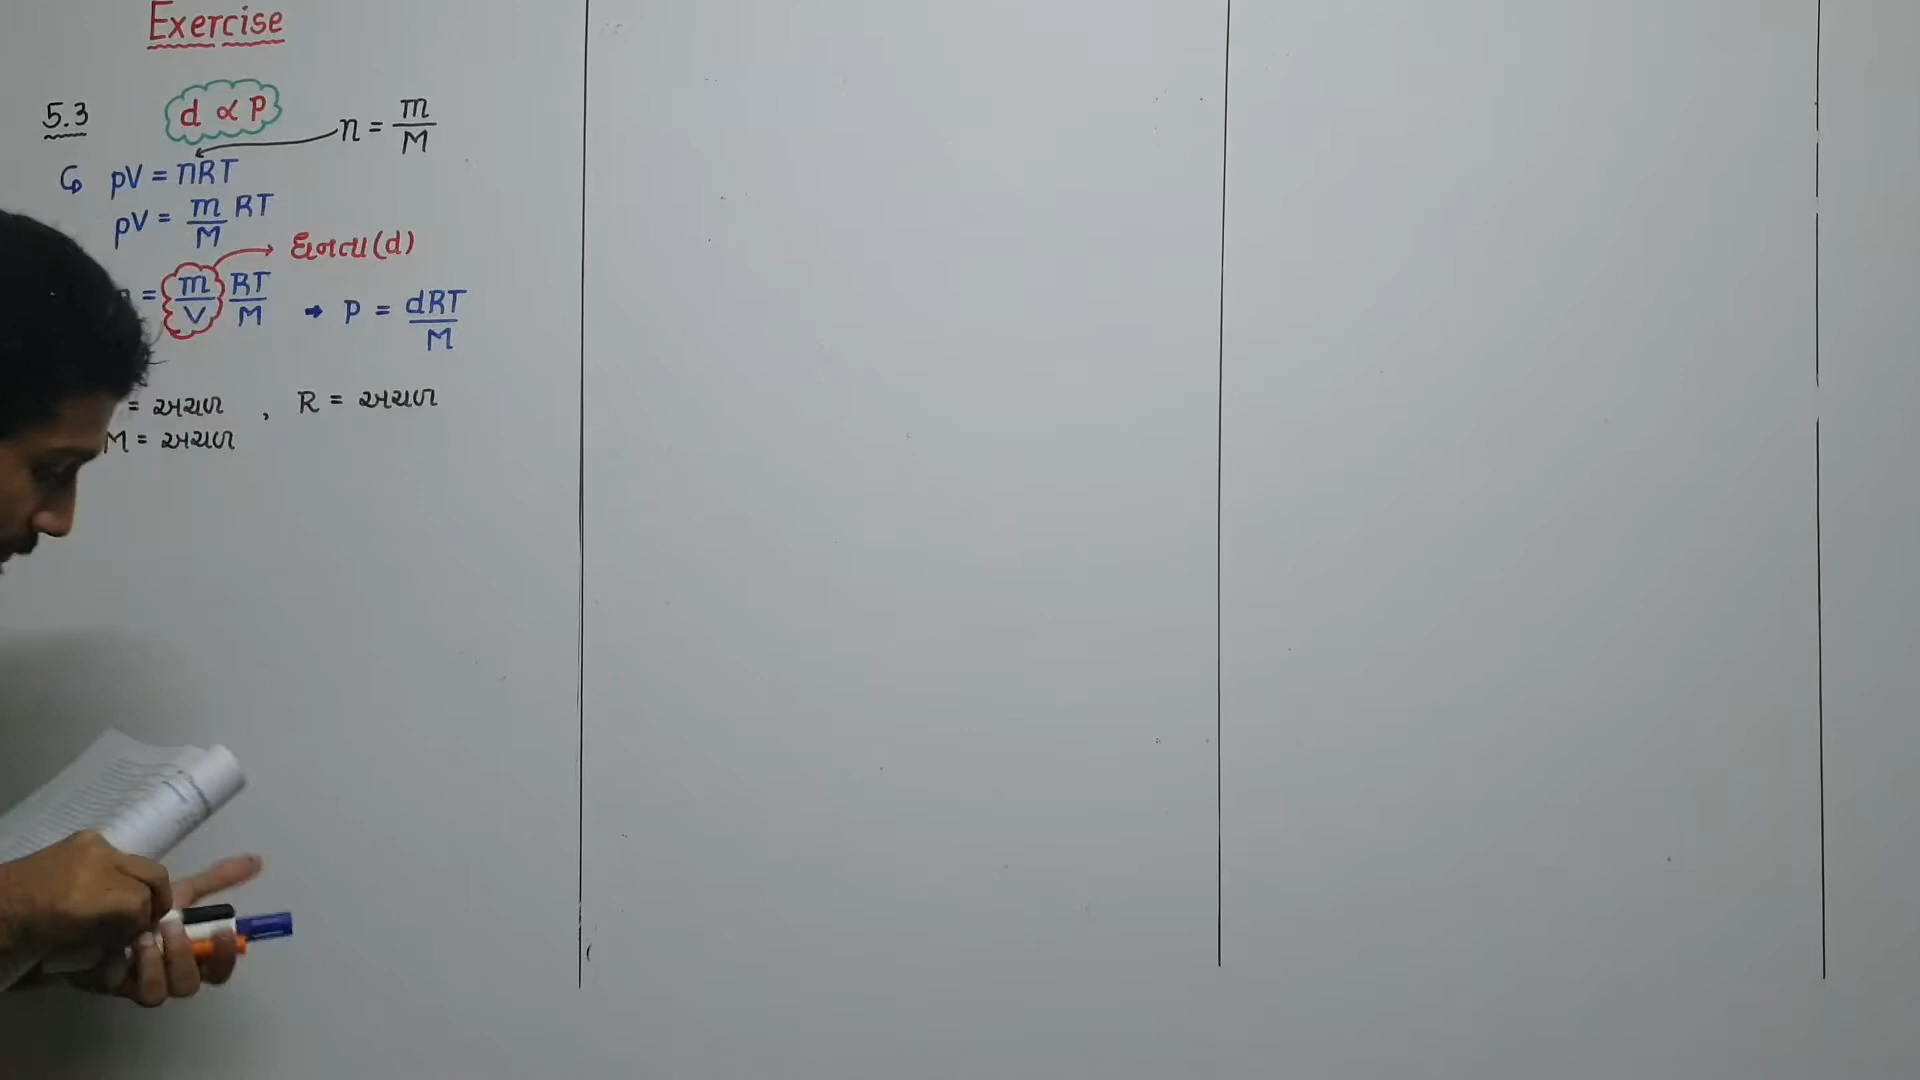 Exercise
5.3 d ∝ P n = m/M
↳ pV = nRT
pV = m/M RT
= m/V RT/M → ઘનતા(d) → P = dRT/M
= અચળ , R = અચળ
M = અચળ